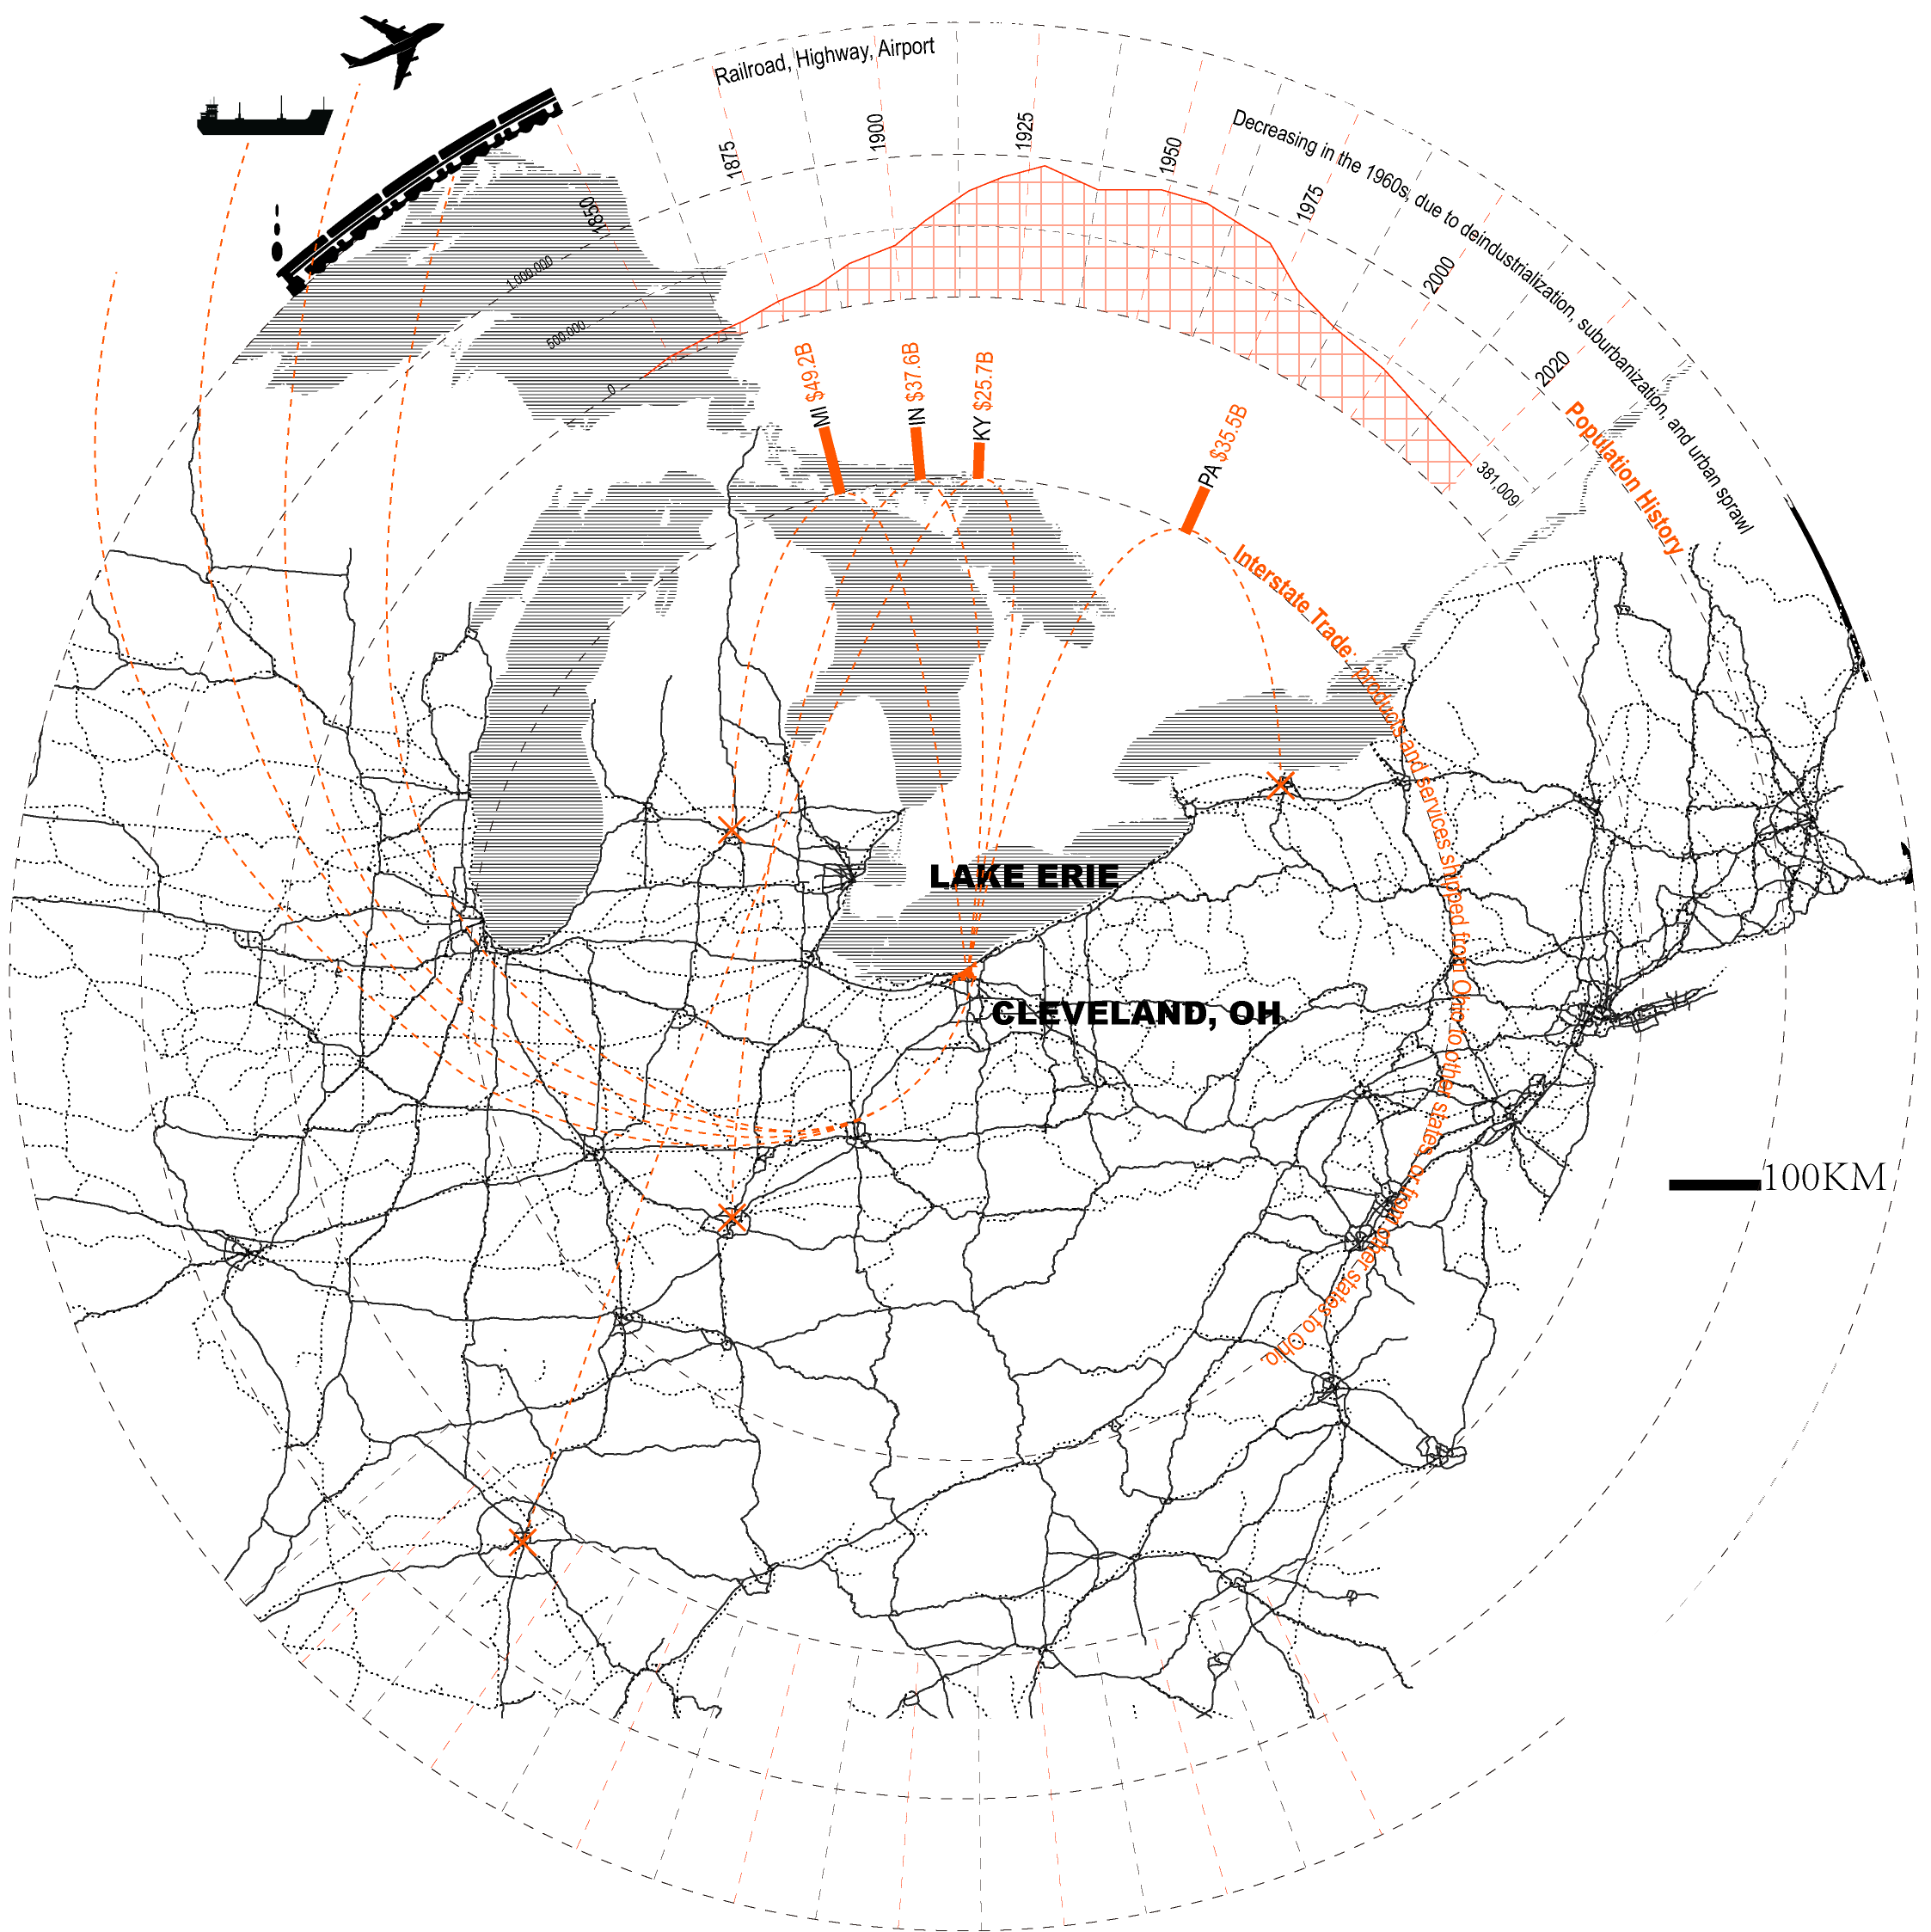 Railroad, Highway, Airport
1850
1875
1900
1925
1950
1975
2000
2020
Decreasing in the 1960s, due to deindustrialization, suburbanization, and urban sprawl
Population History
1,000,000
500,000
0
381,009
MI $49.2B
IN $37.6B
KY $25.7B
PA $35.5B
Interstate Trade: products and services shipped from Ohio to other states, or from other states to Ohio
LAKE ERIE
CLEVELAND, OH
100KM